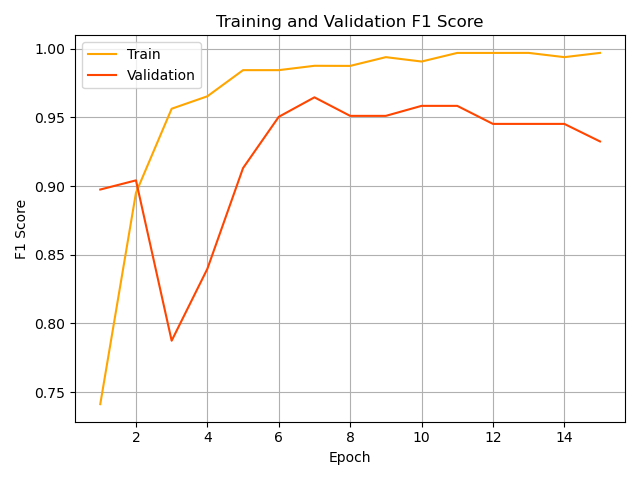 Training and Validation F1 Score
Train
Validation
1.00
0.95
0.90
0.85
0.80
0.75
F1 Score
2 4 6 8 10 12 14
Epoch